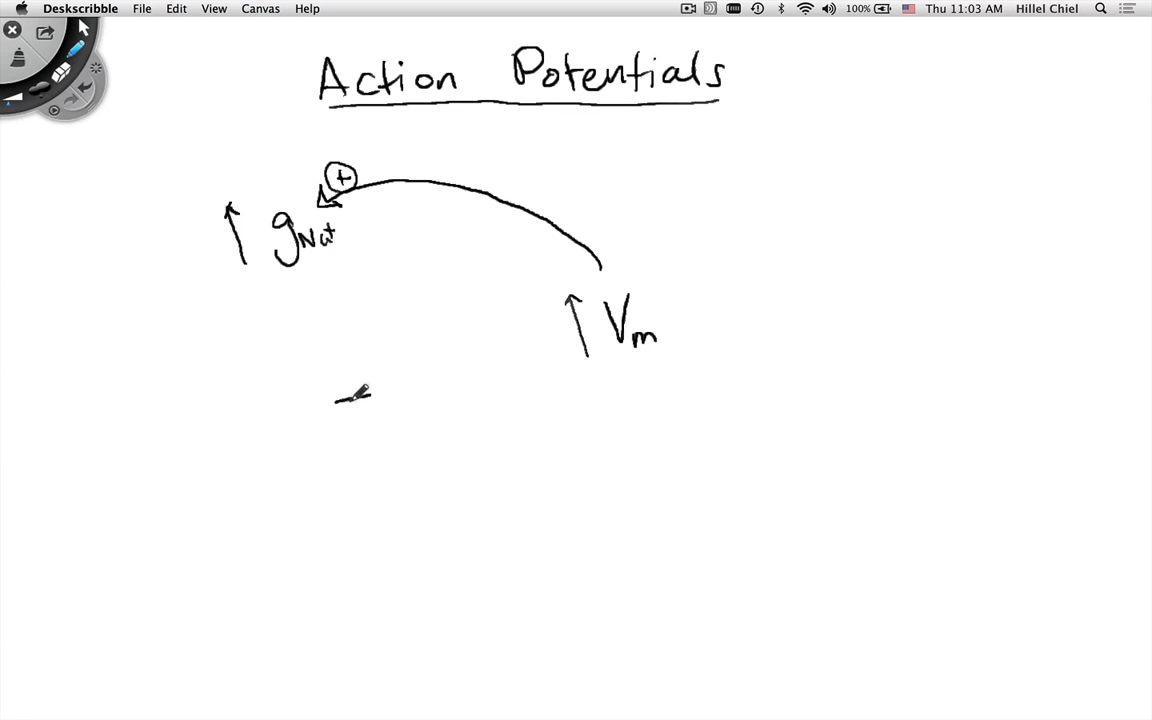 Deskscribble File Edit View Canvas Help 100% Thu 11:03 AM Hillel Chiel
Action Potentials
+
↑ gNa+
↑ Vm